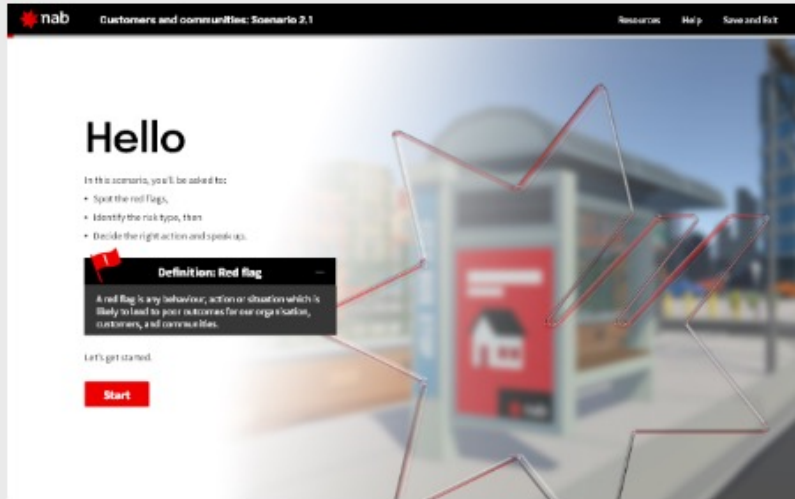 nab
Customers and communities: Scenario 2.1
Resources Help Save and Exit
Hello
In this scenario, you'll be asked to:
• Spot the red flags,
• Identify the risk type, then
• Decide the right action and speak up.
Definition: Red flag
A red flag is any behaviour, action or situation which is
likely to lead to poor outcomes for our organisation,
customers, and communities.
Let's get started.
Start
nab